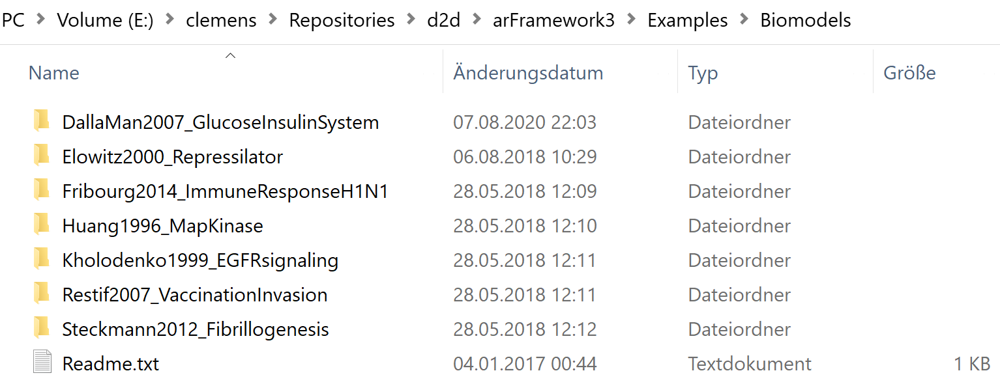 PC > Volume (E:) > clemens > Repositories > d2d > arFramework3 > Examples > Biomodels
Name Änderungsdatum Typ Größe
DallaMan2007_GlucoseInsulinSystem 07.08.2020 22:03 Dateiordner
Elowitz2000_Repressilator 06.08.2018 10:29 Dateiordner
Fribourg2014_ImmuneResponseH1N1 28.05.2018 12:09 Dateiordner
Huang1996_MapKinase 28.05.2018 12:10 Dateiordner
Kholodenko1999_EGFRsignaling 28.05.2018 12:11 Dateiordner
Restif2007_VaccinationInvasion 28.05.2018 12:11 Dateiordner
Steckmann2012_Fibrillogenesis 28.05.2018 12:12 Dateiordner
Readme.txt 04.01.2017 00:44 Textdokument 1 KB